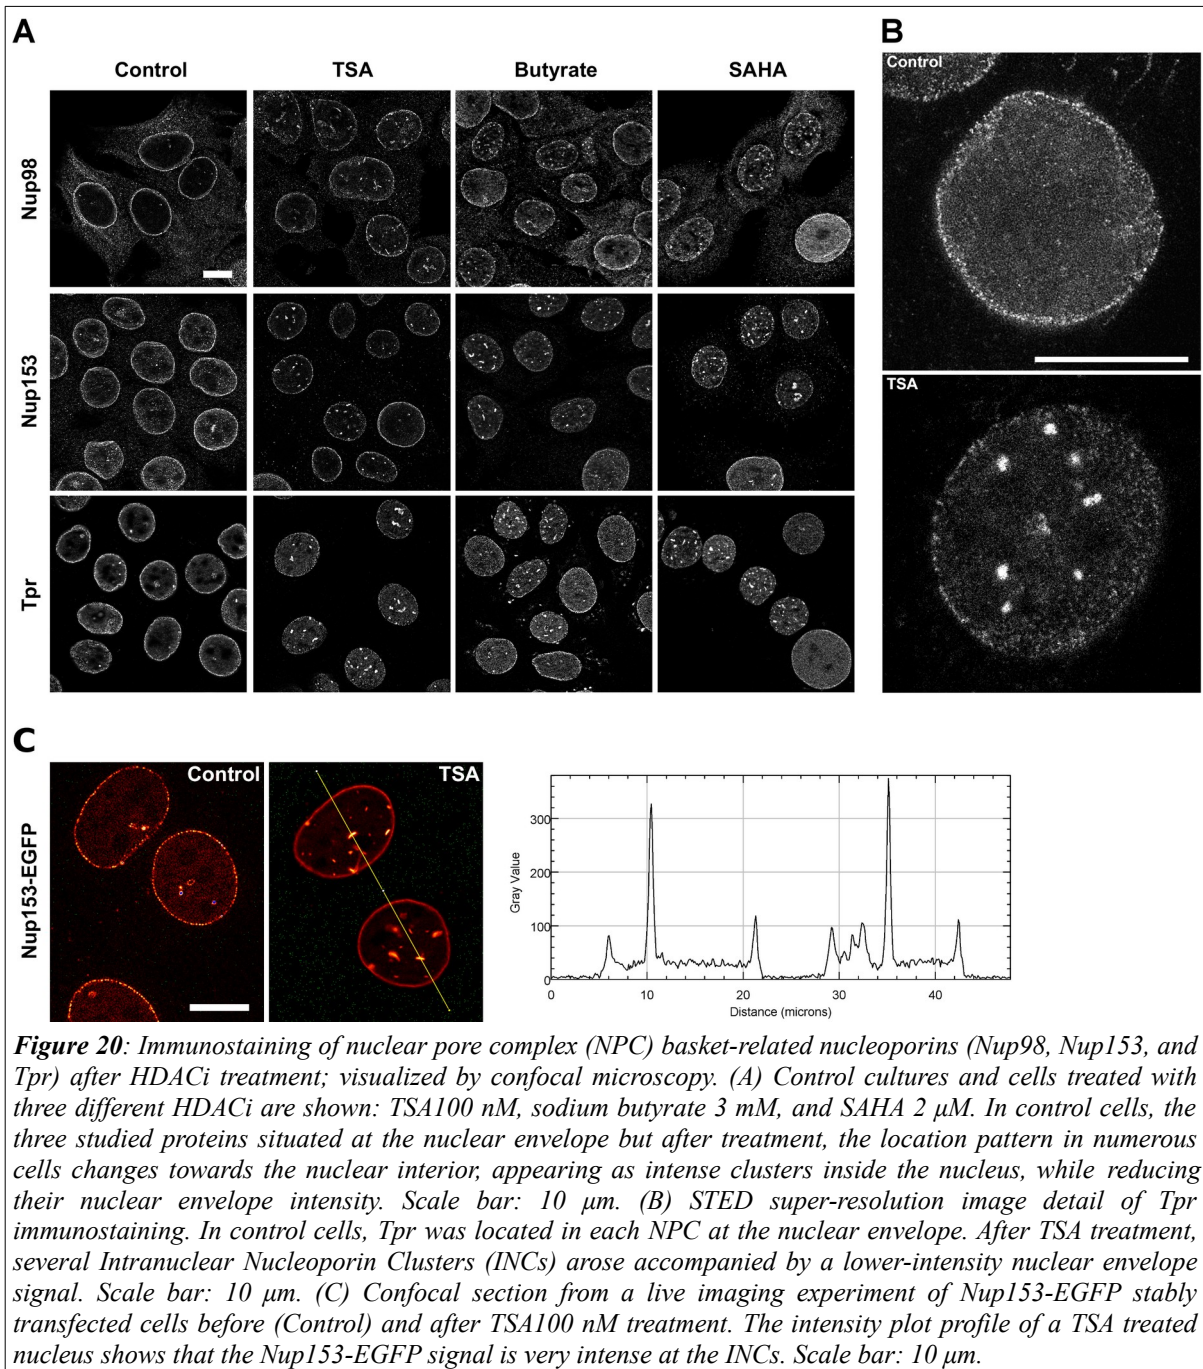 A
B
Control
TSA
Butyrate
SAHA
Control
Nup98
Nup153
Tpr
TSA
C
Control
TSA
Nup153-EGFP
300
200
100
0
Gray Value
0
10
20
30
40
Distance (microns)
Figure 20: Immunostaining of nuclear pore complex (NPC) basket-related nucleoporins (Nup98, Nup153, and
Tpr) after HDACi treatment; visualized by confocal microscopy. (A) Control cultures and cells treated with
three different HDACi are shown: TSA100 nM, sodium butyrate 3 mM, and SAHA 2 μM. In control cells, the
three studied proteins situated at the nuclear envelope but after treatment, the location pattern in numerous
cells changes towards the nuclear interior, appearing as intense clusters inside the nucleus, while reducing
their nuclear envelope intensity. Scale bar: 10 μm. (B) STED super-resolution image detail of Tpr
immunostaining. In control cells, Tpr was located in each NPC at the nuclear envelope. After TSA treatment,
several Intranuclear Nucleoporin Clusters (INCs) arose accompanied by a lower-intensity nuclear envelope
signal. Scale bar: 10 μm. (C) Confocal section from a live imaging experiment of Nup153-EGFP stably
transfected cells before (Control) and after TSA100 nM treatment. The intensity plot profile of a TSA treated
nucleus shows that the Nup153-EGFP signal is very intense at the INCs. Scale bar: 10 μm.